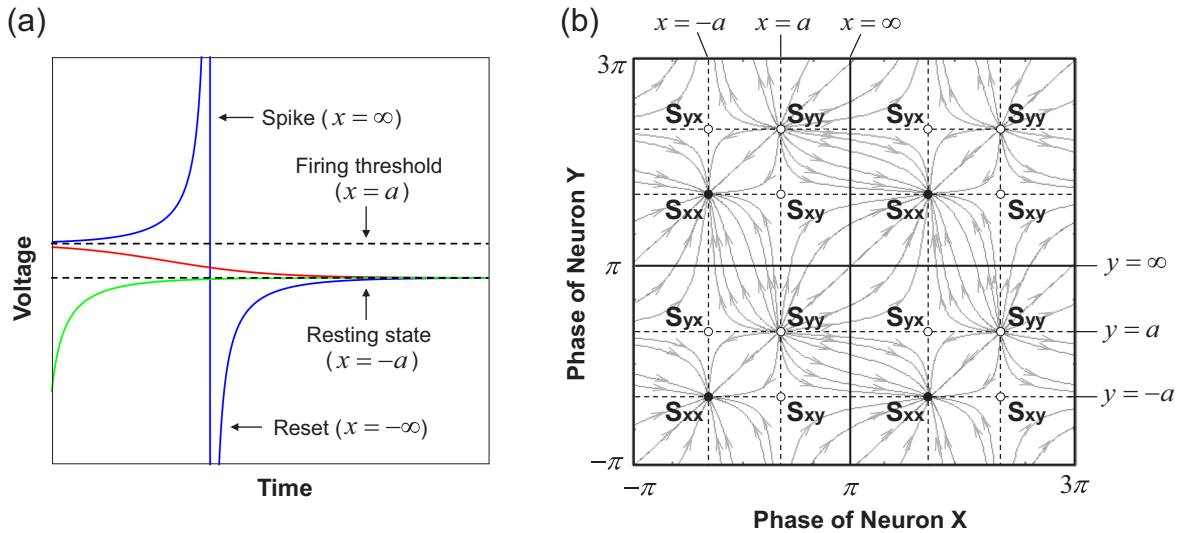 (a)
Spike (x = ∞)
Firing threshold
(x = a)
Resting state
(x = −a)
Reset (x = −∞)
Voltage
Time
(b)
x = −a
x = a
x = ∞
3π
π
−π
−π
π
3π
Syx
Syy
Syx
Syy
Sxx
Sxy
Sxx
Sxy
Syx
Syy
Syx
Syy
Sxx
Sxy
Sxx
Sxy
y = ∞
y = a
y = −a
Phase of Neuron Y
Phase of Neuron X